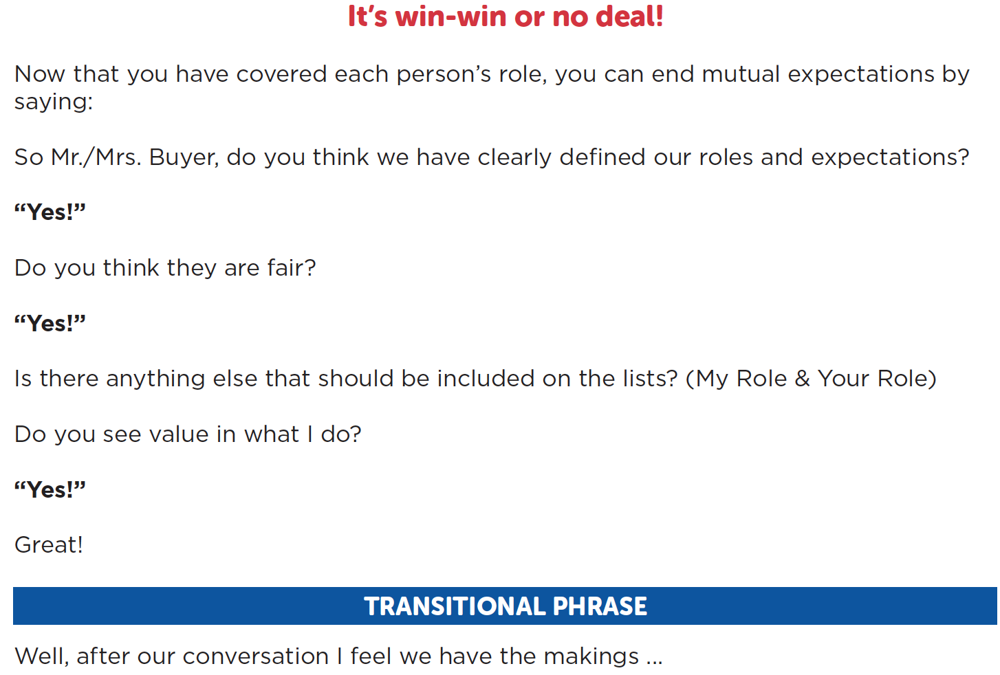 It’s win-win or no deal!
Now that you have covered each person’s role, you can end mutual expectations by
saying:
So Mr./Mrs. Buyer, do you think we have clearly defined our roles and expectations?
“Yes!”
Do you think they are fair?
“Yes!”
Is there anything else that should be included on the lists? (My Role & Your Role)
Do you see value in what I do?
“Yes!”
Great!
TRANSITIONAL PHRASE
Well, after our conversation I feel we have the makings ...